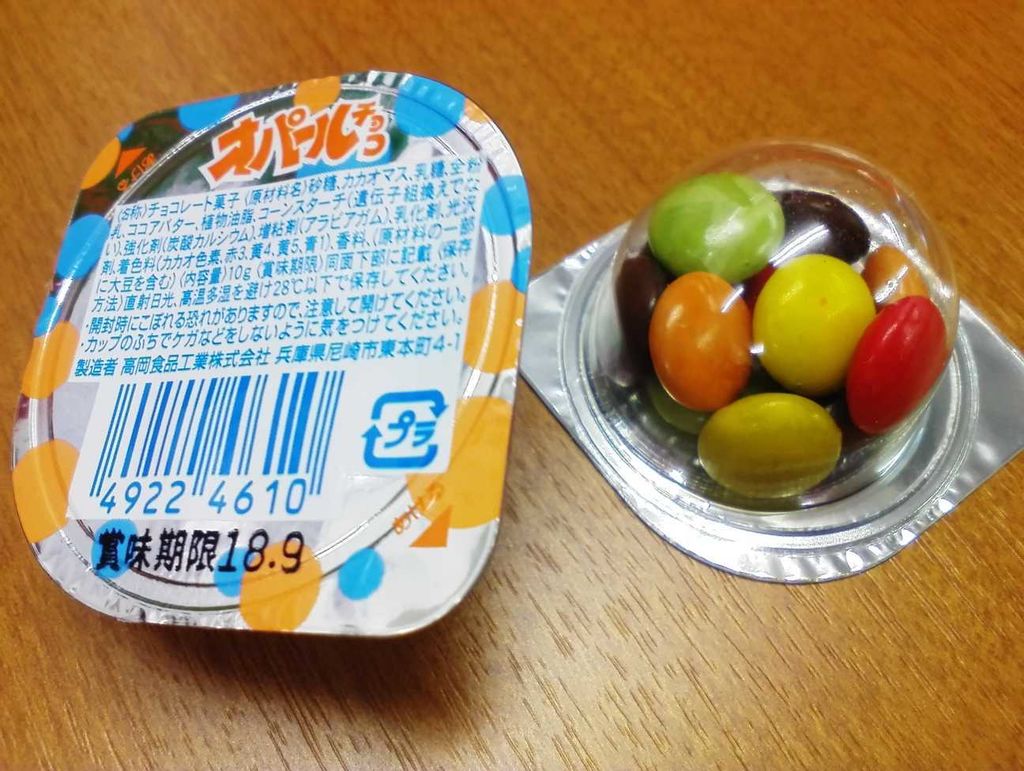 オパールチョコ
〈名称〉チョコレート菓子〈原材料名〉砂糖、カカオマス、乳糖、全粉
乳、ココアバター、植物油脂、コーンスターチ(遺伝子組換えでな
い)、強化剤(炭酸カルシウム)、増粘剤(アラビアガム)、乳化剤、光沢
剤、着色料(カカオ色素、赤3、黄4、黄5、青1)、香料、(原材料の一部
に大豆を含む)〈内容量〉10g〈賞味期限〉同面下部に記載〈保存
方法〉直射日光、高温多湿を避け28℃以下で保存してください。
・開封時にこぼれる恐れがありますので、注意して開けてください。
・カップのふちでケガなどをしないように気をつけてください。
製造者 高岡食品工業株式会社 兵庫県尼崎市東本町4-1
プラ
4922 4610
賞味期限18.9